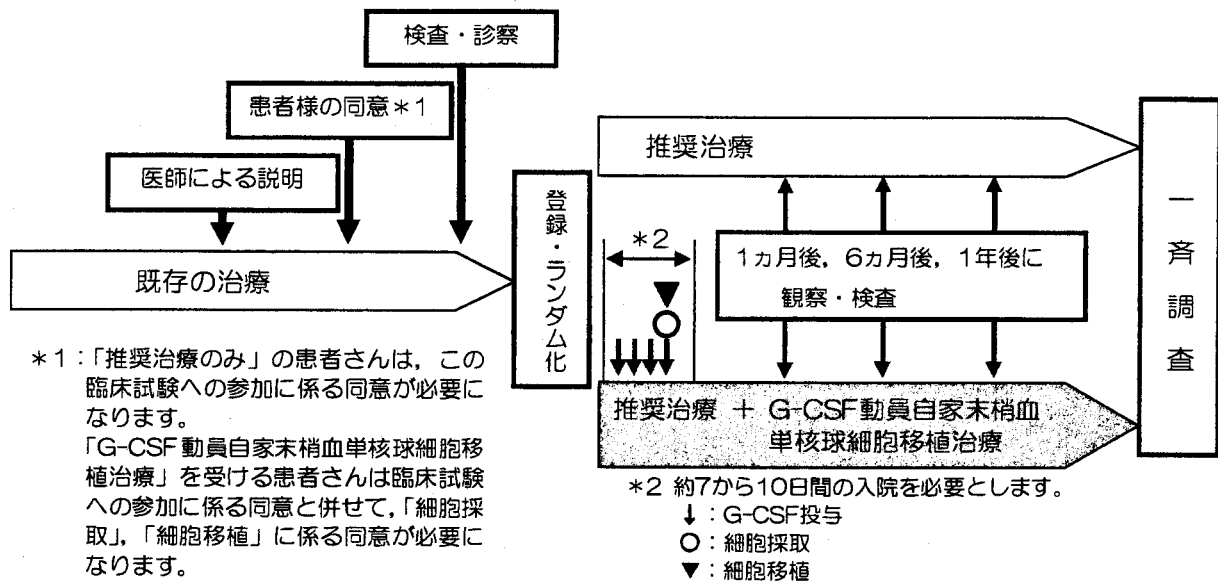 検査・診察
患者様の同意＊1
医師による説明
既存の治療
登録・ランダム化
推奨治療
＊2
1ヵ月後，6ヵ月後，1年後に
観察・検査
推奨治療 ＋ G-CSF動員自家末梢血
単核球細胞移植治療
一斉調査
＊1：「推奨治療のみ」の患者さんは，この
臨床試験への参加に係る同意が必要に
なります。
「G-CSF動員自家末梢血単核球細胞移
植治療」を受ける患者さんは臨床試験
への参加に係る同意と併せて，「細胞採
取」，「細胞移植」に係る同意が必要に
なります。
＊2 約7から10日間の入院を必要とします。
↓：G-CSF投与
○：細胞採取
▼：細胞移植